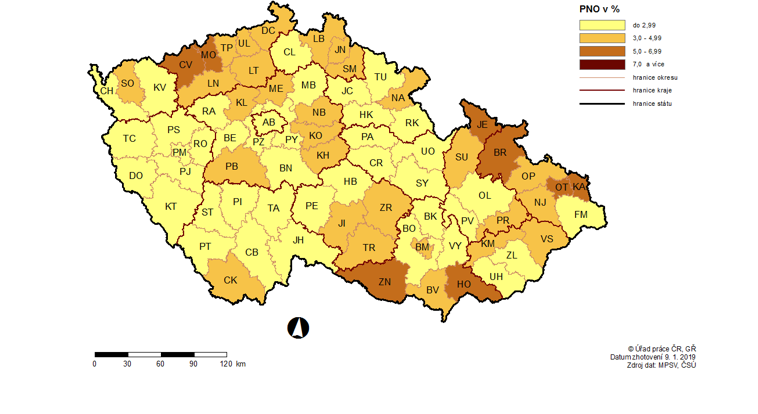 PNO v %
do 2,99
3,0 - 4,99
5,0 - 6,99
7,0 a více
hranice okresu
hranice kraje
hranice státu
DC
LB
UL
TP
JN
MO
CL
CV
LT
SM
TU
SO
LN
ME
MB
KV
CH
JC
NA
KL
RA
NB
HK
AB
RK
JE
PS
BE
KO
PA
TC
RO
PZ
PY
BR
PM
UO
KH
SU
PB
CR
PJ
BN
OP
DO
HB
SY
OT
KA
OL
PI
KT
ST
TA
PE
ZR
NJ
FM
BK
JI
PV
PR
BO
VS
JH
PT
TR
BM
VY
KM
CB
ZL
CK
ZN
HO
UH
BV
0
30
60
90
120 km
© Úřad práce ČR, GŘ
Datum zhotovení 9. 1. 2019
Zdroj dat: MPSV, ČSÚ